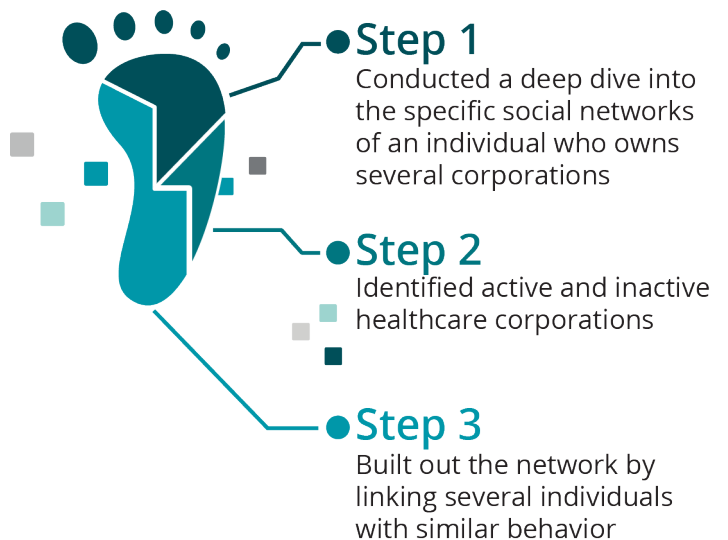 Step 1
Conducted a deep dive into
the specific social networks
of an individual who owns
several corporations
Step 2
Identified active and inactive
healthcare corporations
Step 3
Built out the network by
linking several individuals
with similar behavior